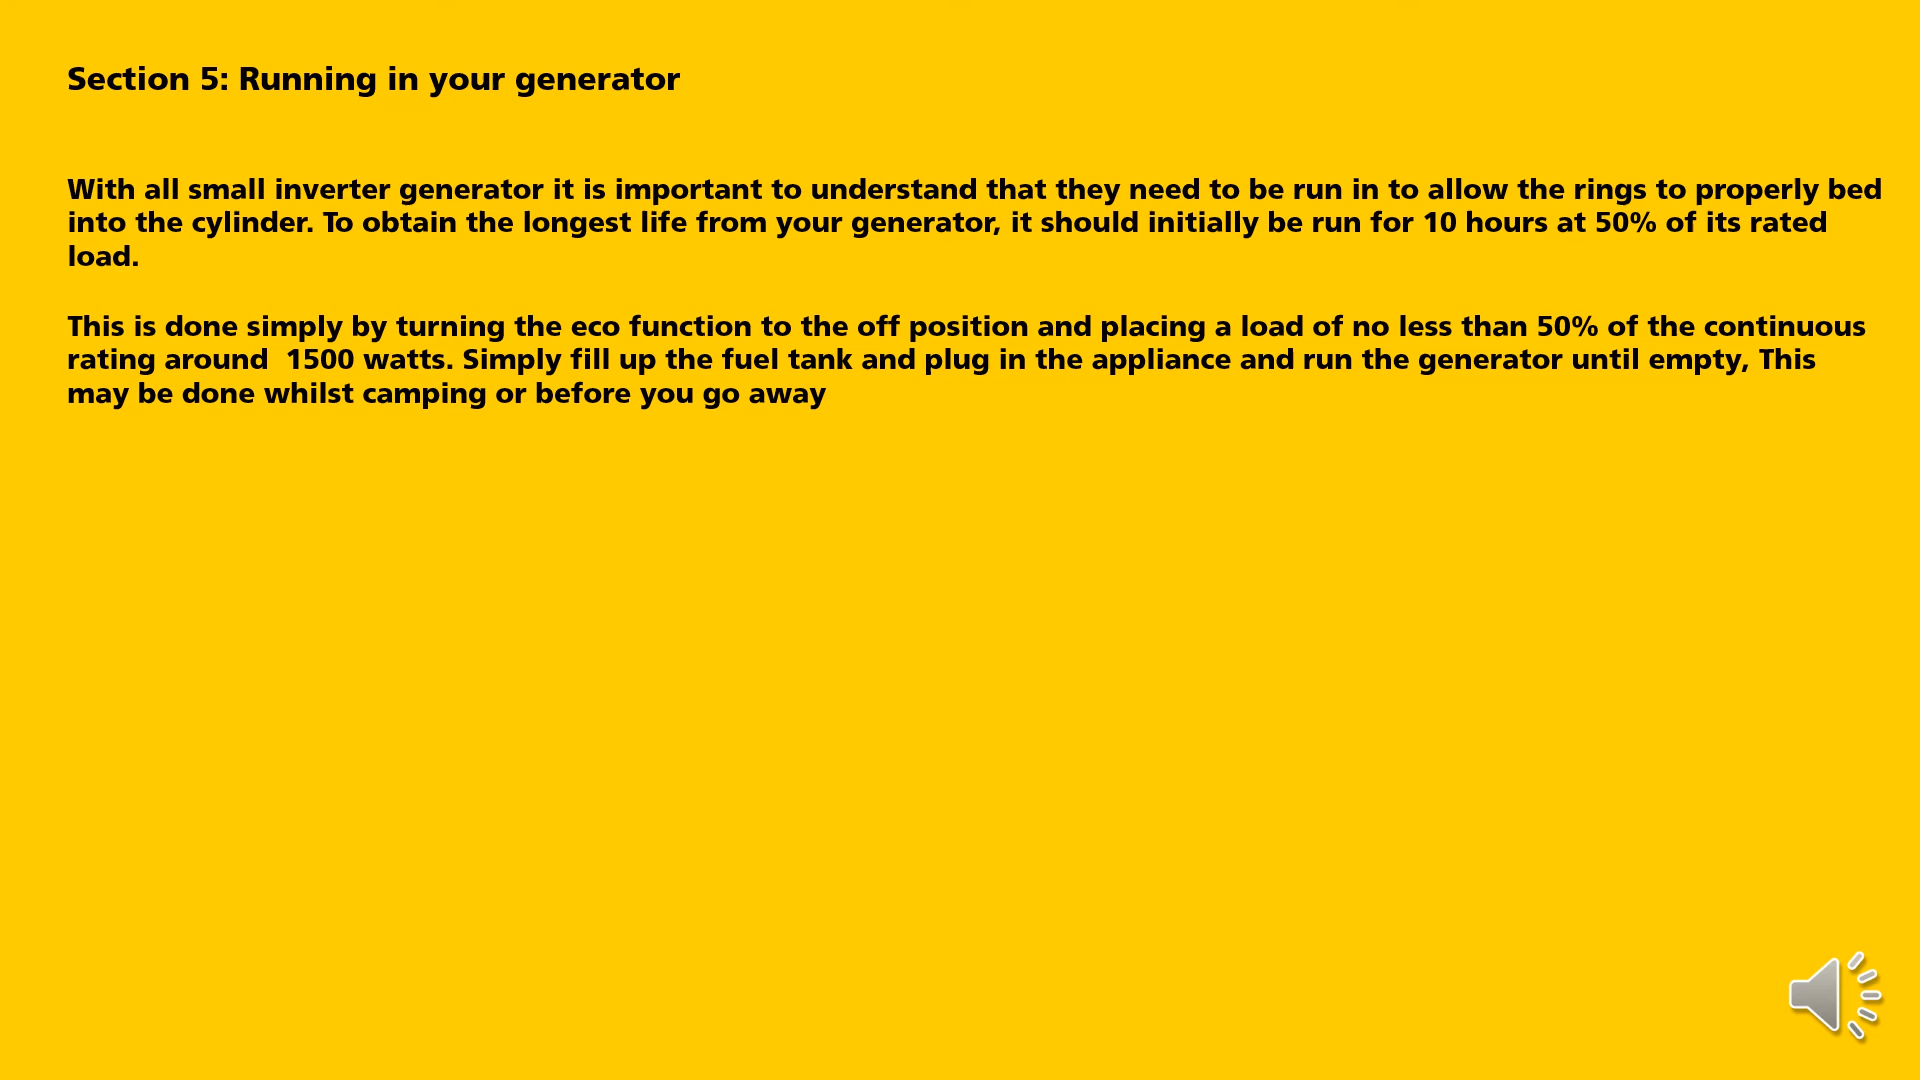 Section 5: Running in your generator
With all small inverter generator it is important to understand that they need to be run in to allow the rings to properly bed
into the cylinder. To obtain the longest life from your generator, it should initially be run for 10 hours at 50% of its rated
load.
This is done simply by turning the eco function to the off position and placing a load of no less than 50% of the continuous
rating around  1500 watts. Simply fill up the fuel tank and plug in the appliance and run the generator until empty, This
may be done whilst camping or before you go away